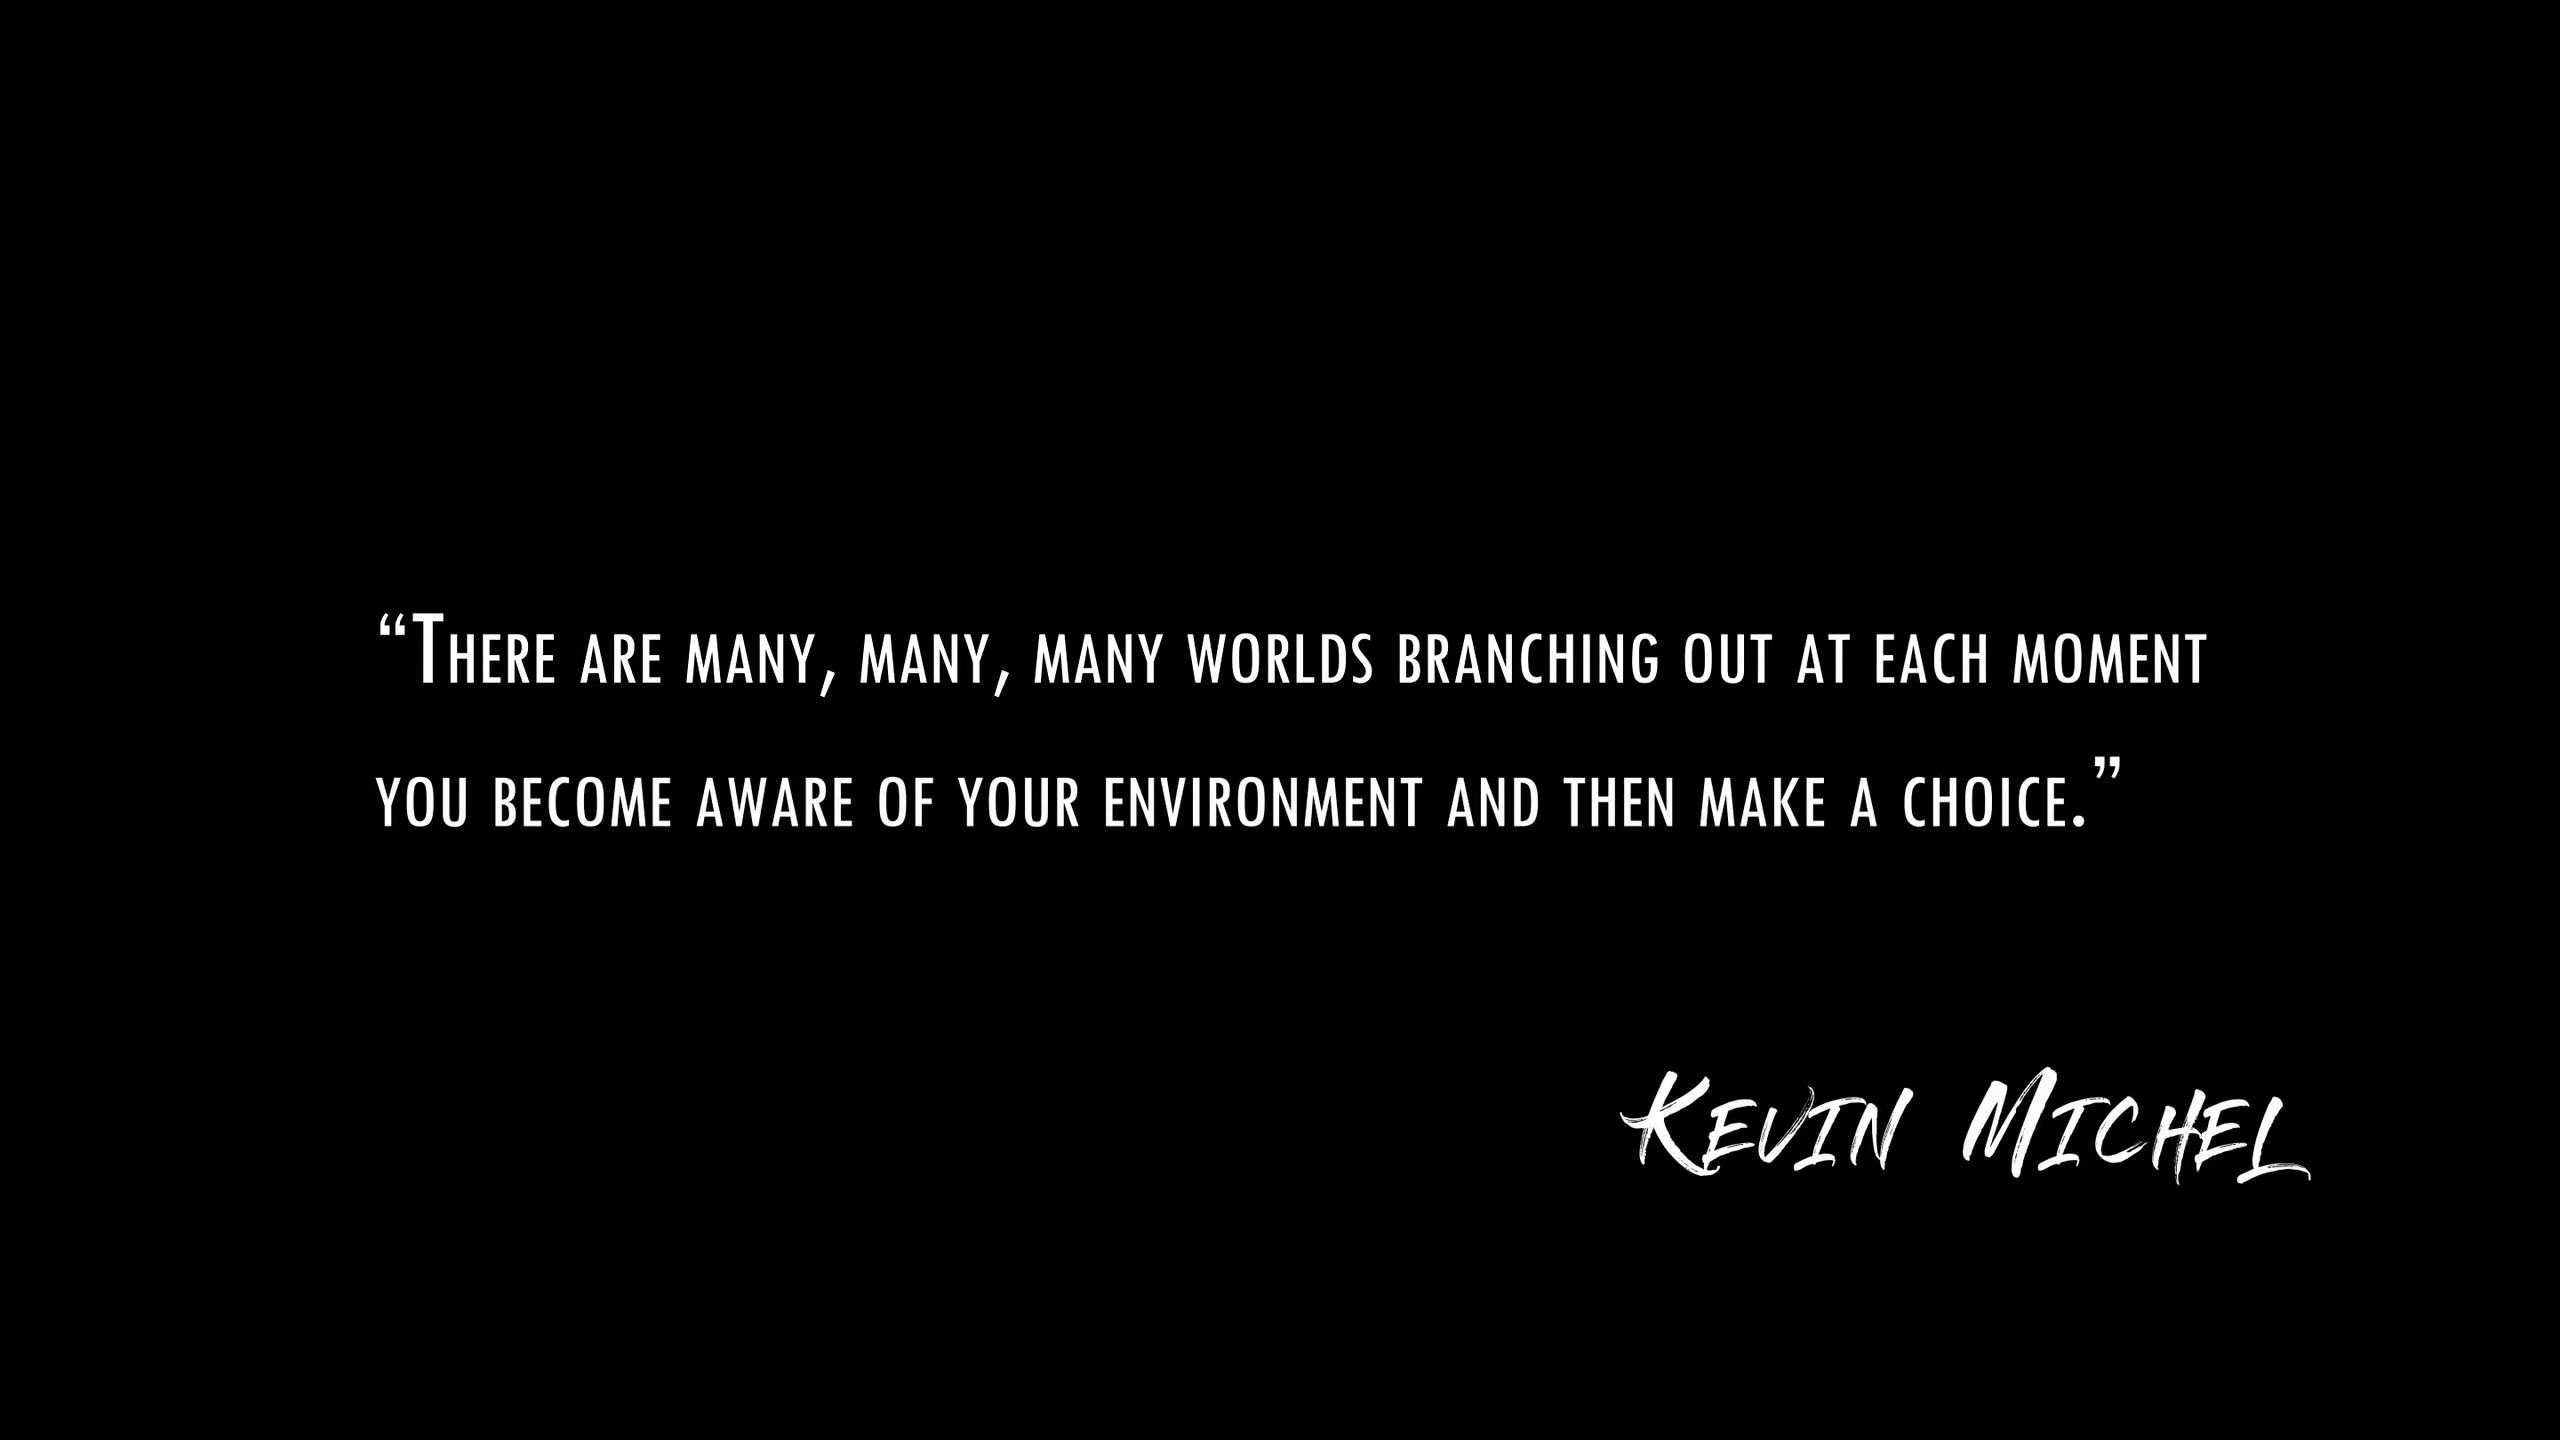 “There are many, many, many worlds branching out at each moment
you become aware of your environment and then make a choice.”
Kevin Michel